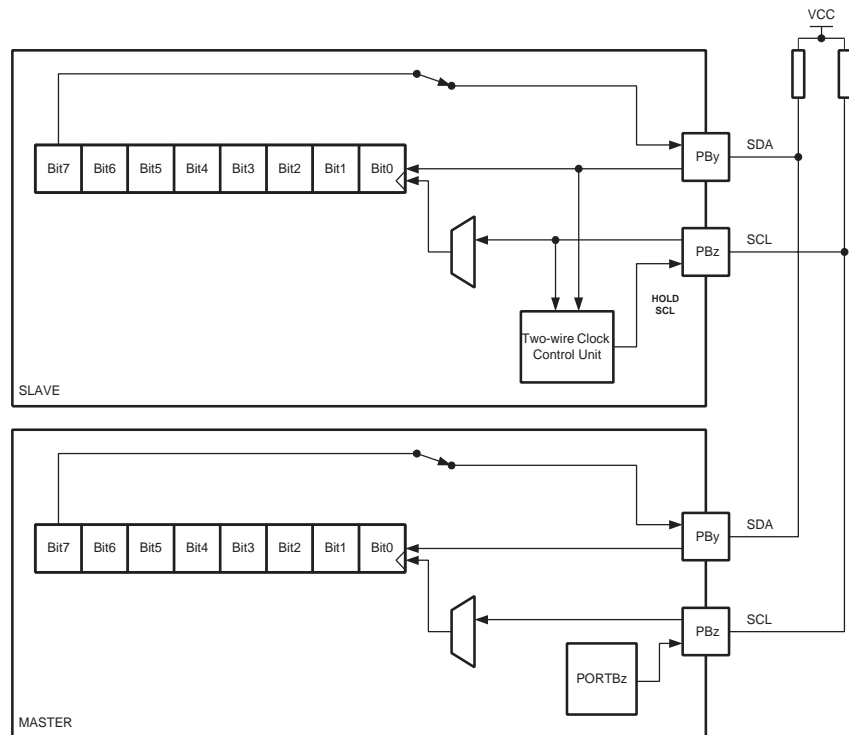 VCC
Bit7 Bit6 Bit5 Bit4 Bit3 Bit2 Bit1 Bit0
PBy
SDA
PBz
SCL
HOLD
SCL
Two-wire Clock
Control Unit
SLAVE
Bit7 Bit6 Bit5 Bit4 Bit3 Bit2 Bit1 Bit0
PBy
SDA
PBz
SCL
PORTBz
MASTER